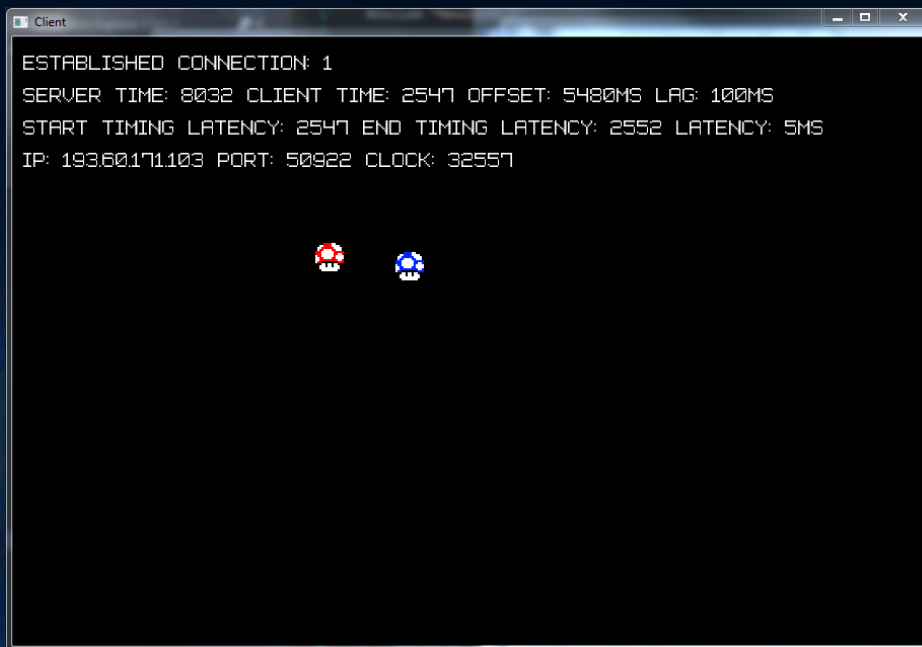 Client
ESTABLISHED CONNECTION: 1
SERVER TIME: 8032 CLIENT TIME: 2547 OFFSET: 5480MS LAG: 100MS
START TIMING LATENCY: 2547 END TIMING LATENCY: 2552 LATENCY: 5MS
IP: 193.60.171.103 PORT: 50922 CLOCK: 32557